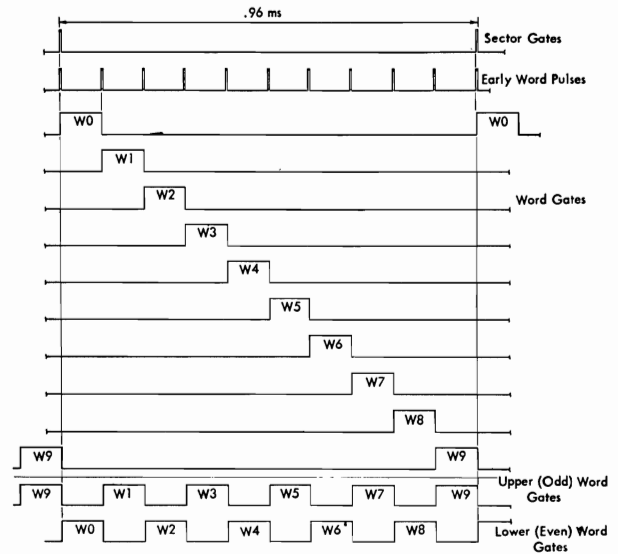 .96 ms
Sector Gates
Early Word Pulses
W0
W0
W1
W2
Word Gates
W3
W4
W5
W6
W7
W8
W9
W9
Upper (Odd) Word
Gates
W9
W1
W3
W5
W7
W9
W0
W2
W4
W6
W8
Lower (Even) Word
Gates